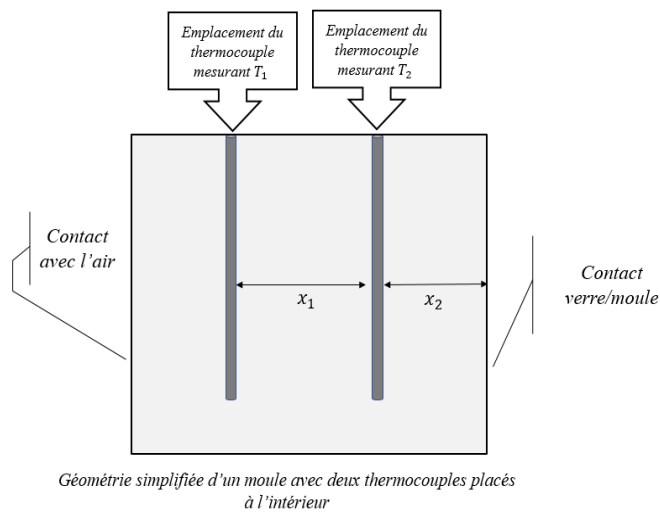 Emplacement du
thermocouple
mesurant T₁
Emplacement du
thermocouple
mesurant T₂
Contact
avec l’air
x₁
x₂
Contact
verre/moule
Géométrie simplifiée d’un moule avec deux thermocouples placés
à l’intérieur